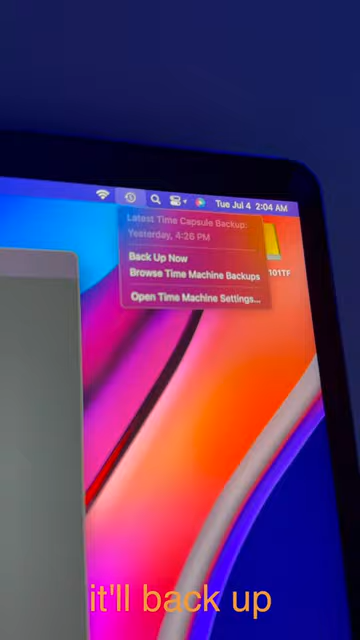 Tue Jul 4 2:04 AM
Latest Time Capsule Backup:
Yesterday, 4:26 PM
Back Up Now
Browse Time Machine Backups
101TF
Open Time Machine Settings...
it'll back up